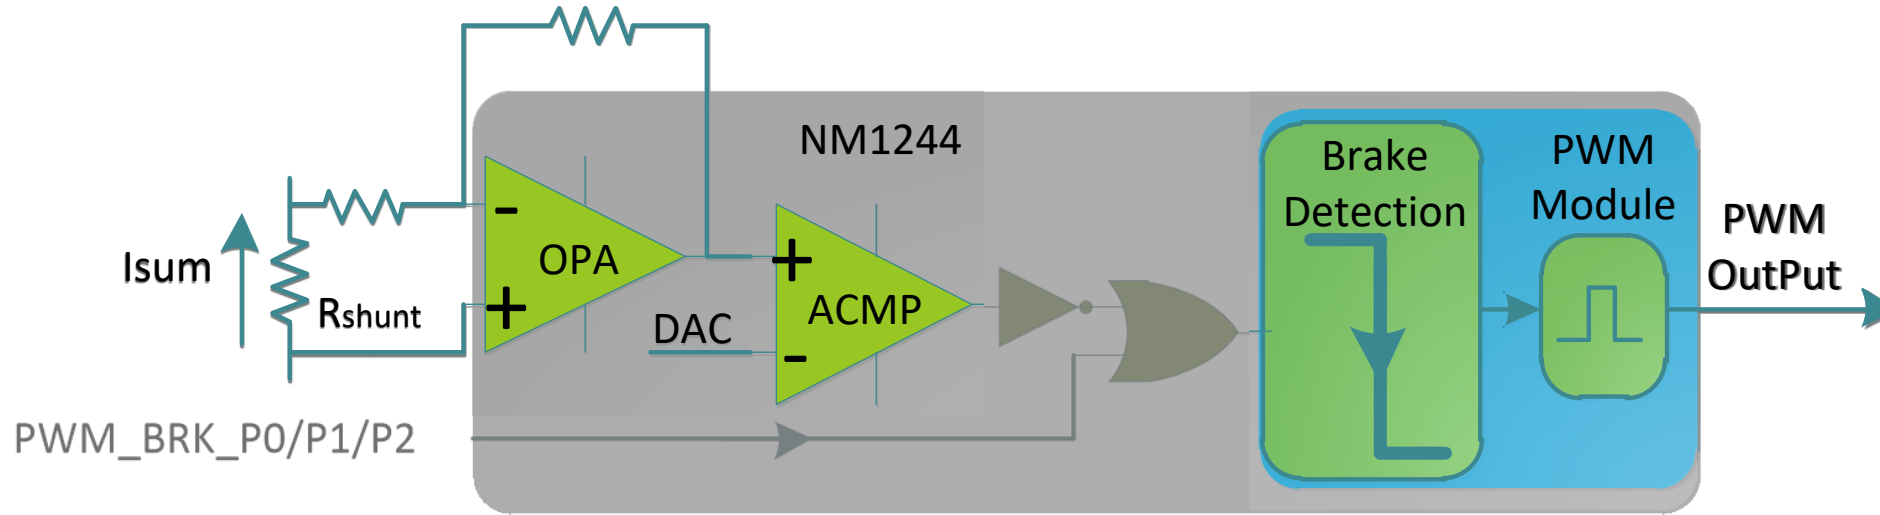 NM1244
Brake
Detection
PWM
Module
PWM
OutPut
-
+
OPA
Isum
Rshunt
+
-
ACMP
DAC
PWM_BRK_P0/P1/P2